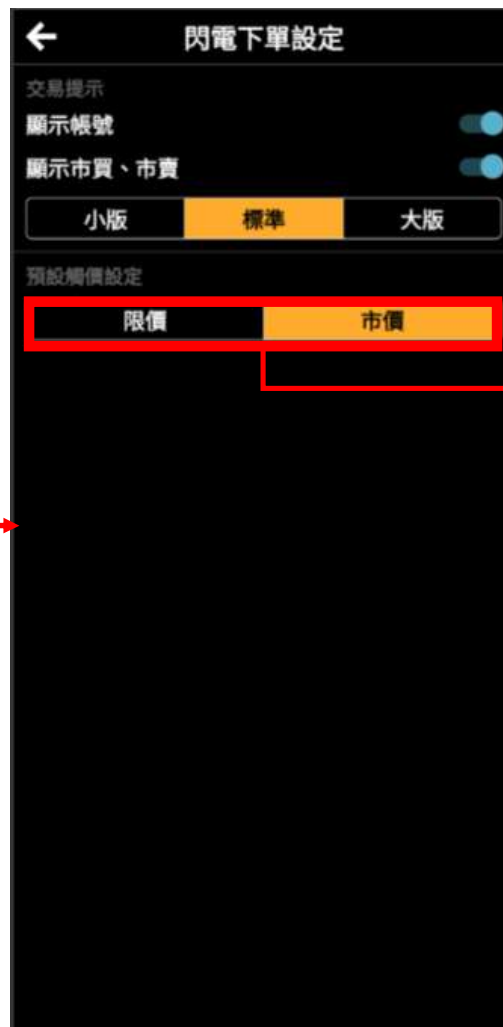 閃電下單設定
交易提示
顯示帳號
顯示市買、市賣
小版 標準 大版
預設觸價設定
限價 市價